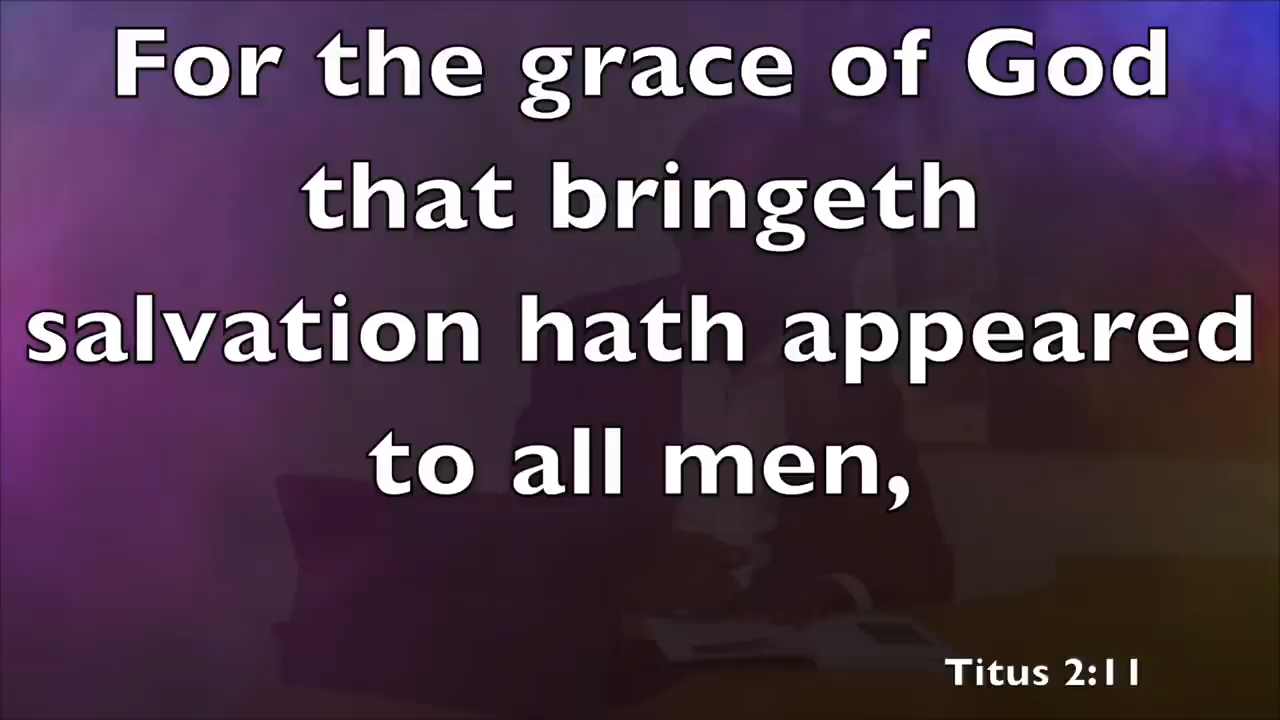 For the grace of God
that bringeth
salvation hath appeared
to all men,
Titus 2:11